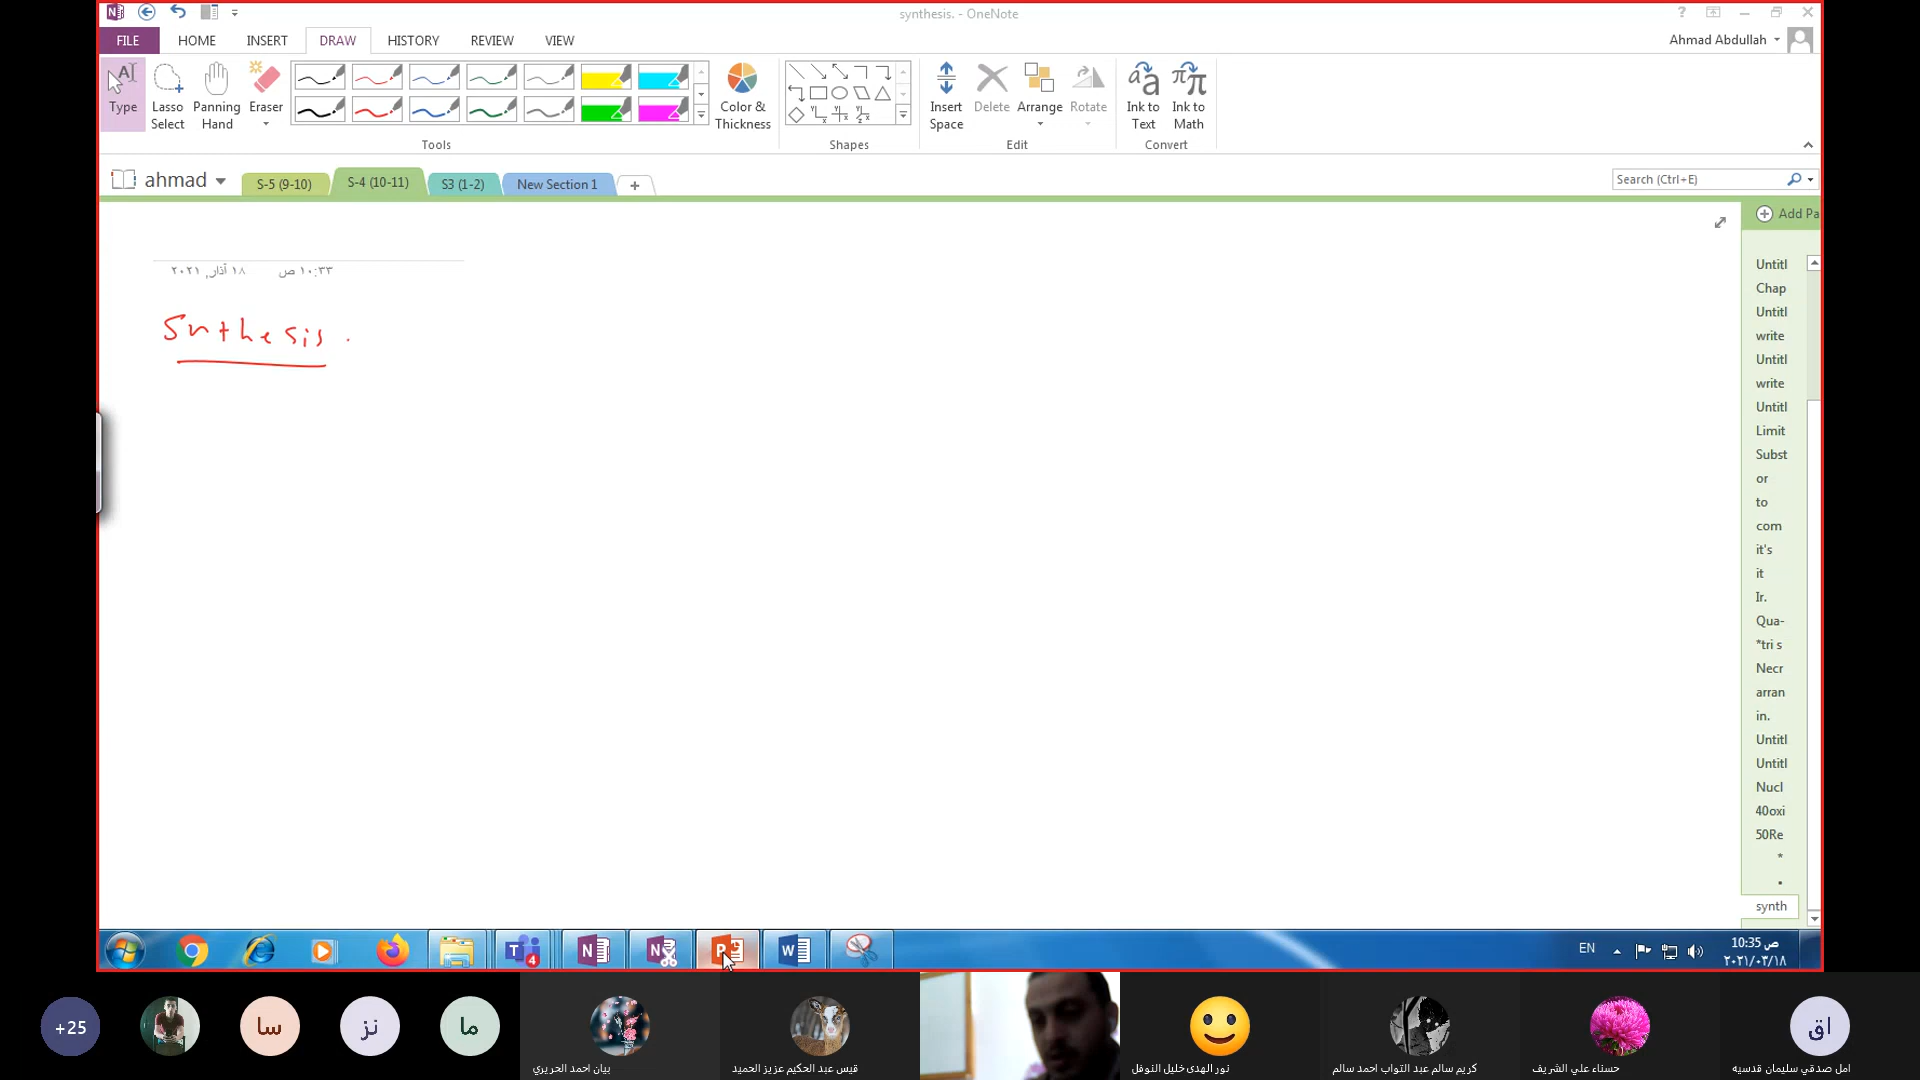 synthesis. - OneNote
FILE HOME INSERT DRAW HISTORY REVIEW VIEW
Ahmad Abdullah
Type
Lasso Select
Panning Hand
Eraser
Color & Thickness
Insert Space
Delete
Arrange
Rotate
Ink to Text
Ink to Math
Tools Shapes Edit Convert
ahmad
S-5 (9-10) S-4 (10-11) S3 (1-2) New Section 1
Search (Ctrl+E)
Add Pa
١٨ آذار, ٢٠٢١ ١٠:٣٣ ص
Snthesis.
Untitl
Chap
Untitl
write
Untitl
write
Untitl
Limit
Subst
or
to
com
it's
it
Ir.
Qua-
*tri s
Necr
arran
in.
Untitl
Untitl
Nucl
40oxi
50Re
*
synth
4
EN
10:35 ص
٢٠٢١/٠٣/١٨
+25
سا
نز
ما
بيان احمد الحريري
قيس عبد الحكيم عزيز الحميد
نور الهدى خليل النوفل
كريم سالم عبد التواب احمد سالم
حسناء علي الشريف
اق
امل صدقي سليمان قدسيه